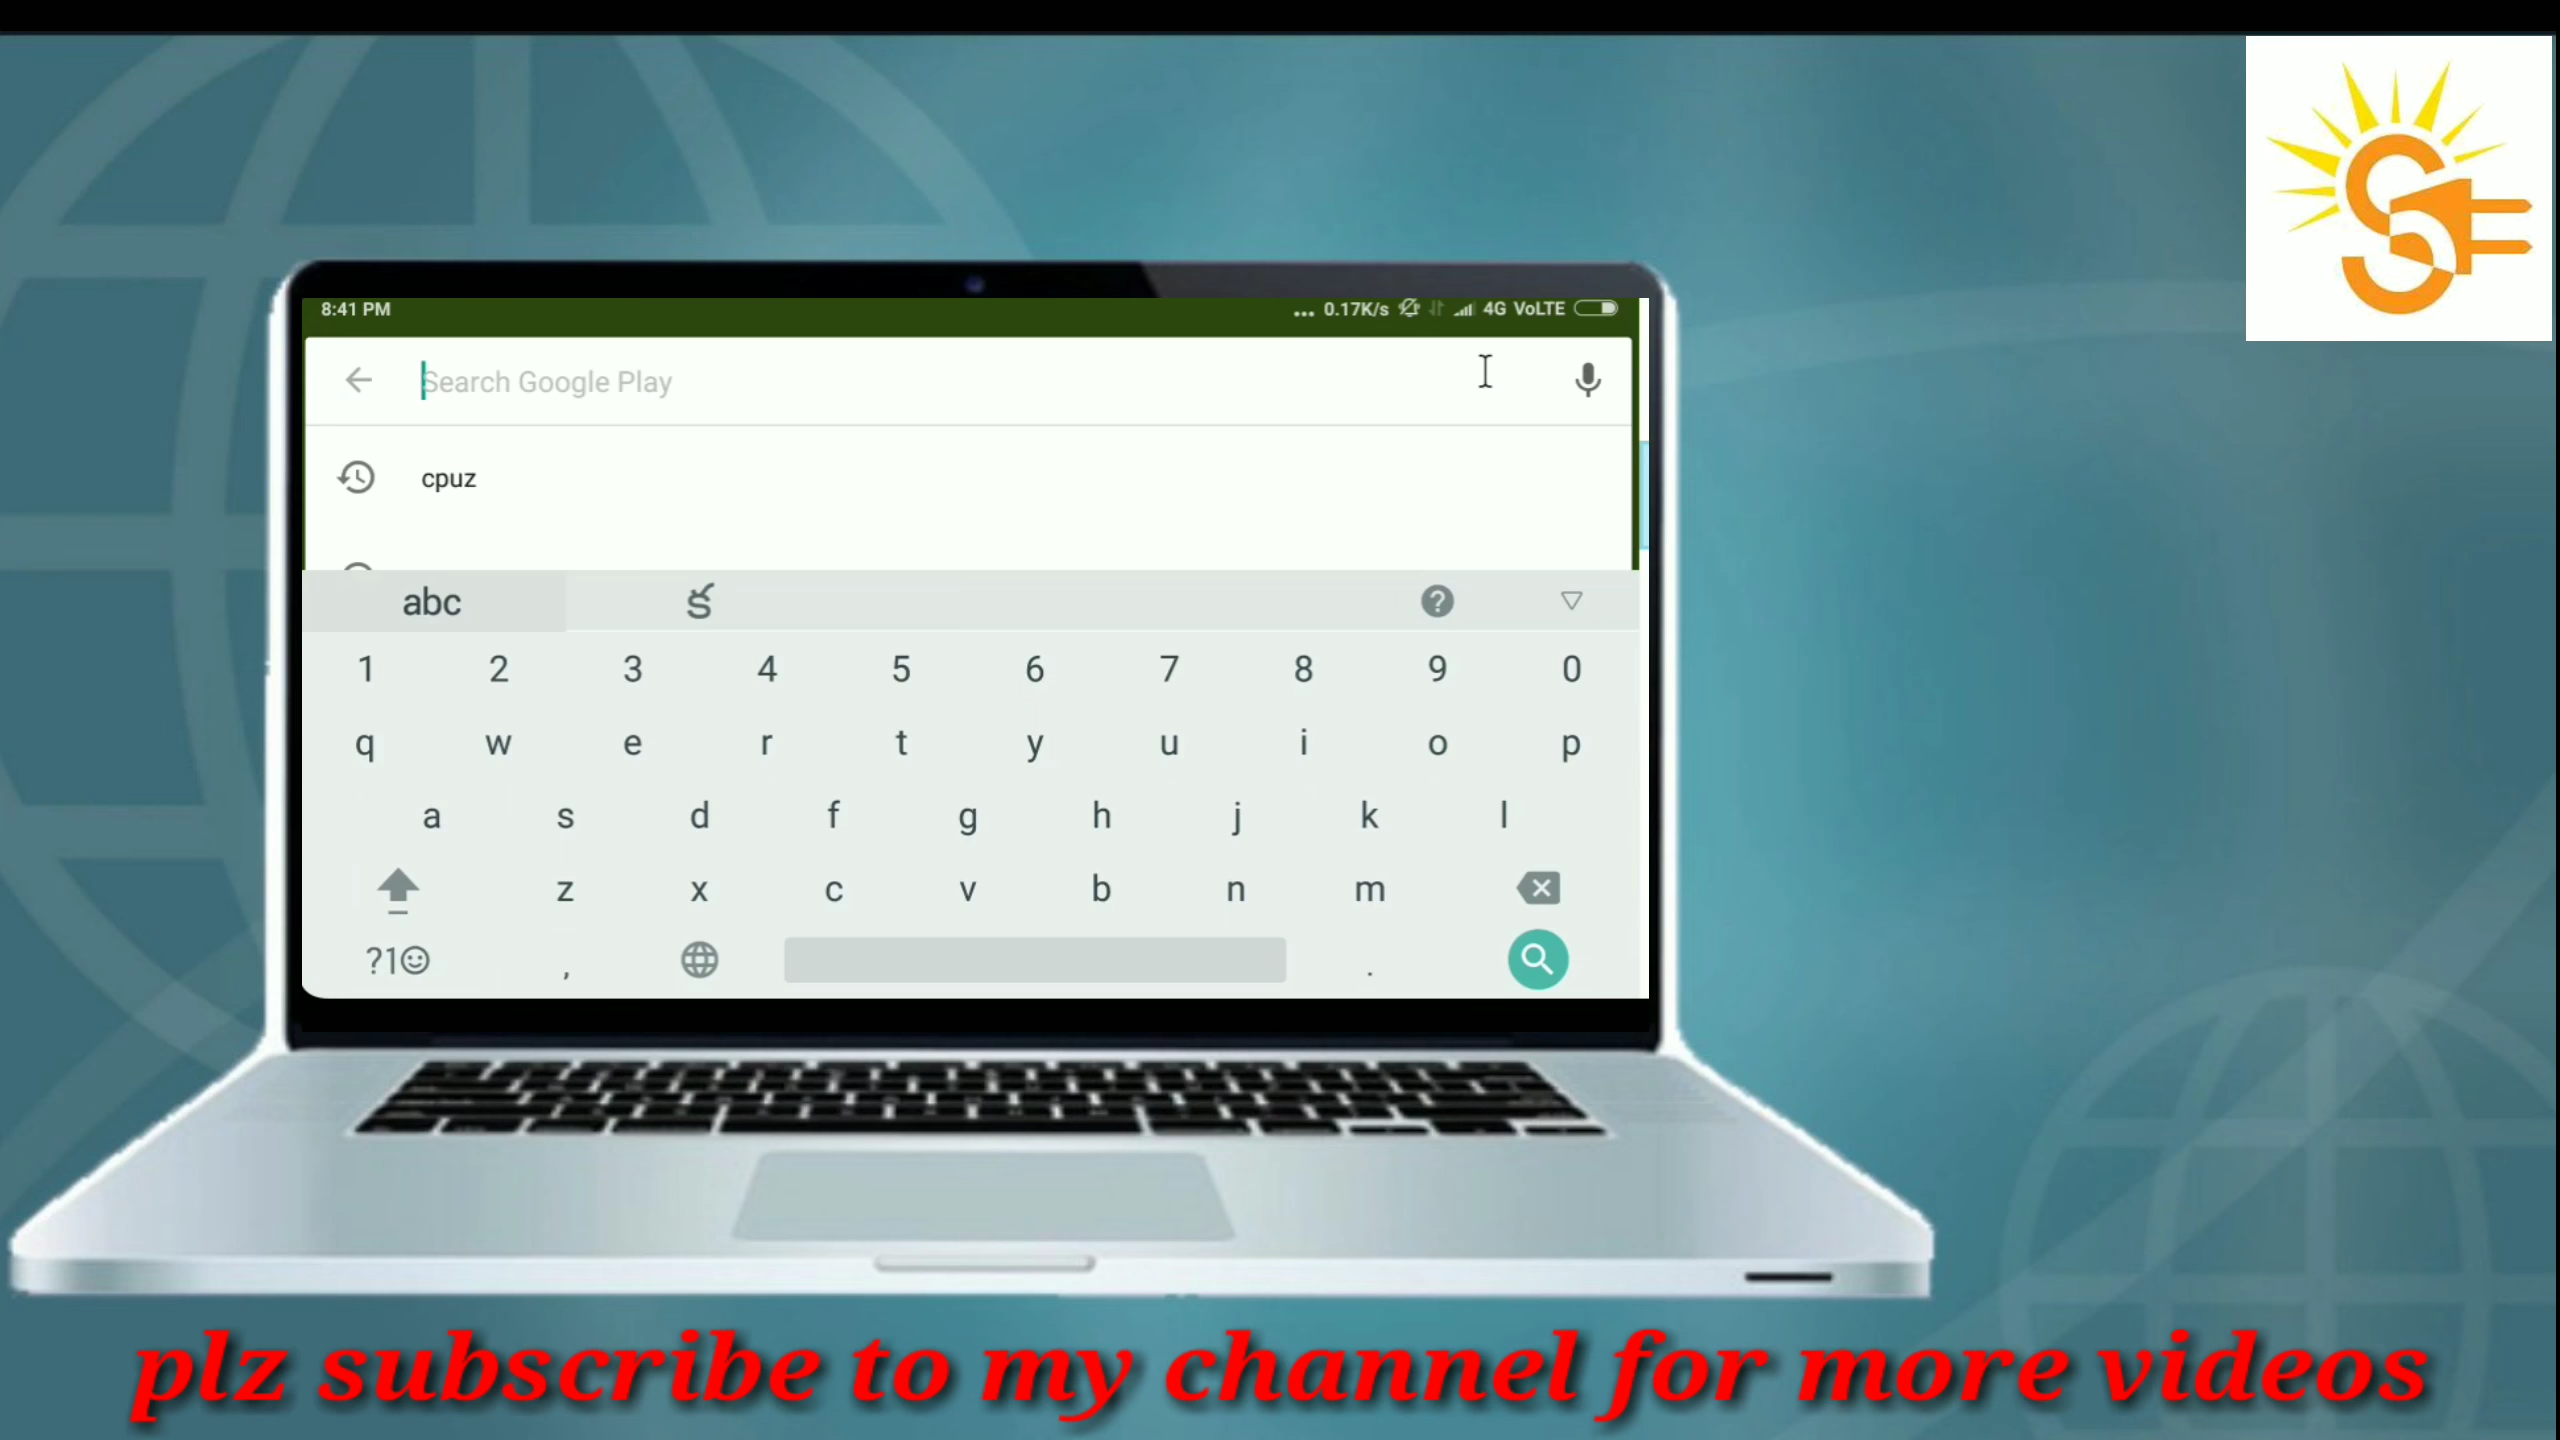 8:41 PM ... 0.17K/s 4G VoLTE
Search Google Play
cpuz
abc క
1 2 3 4 5 6 7 8 9 0
q w e r t y u i o p
a s d f g h j k l
z x c v b n m
?1☺ , .
plz subscribe to my channel for more videos